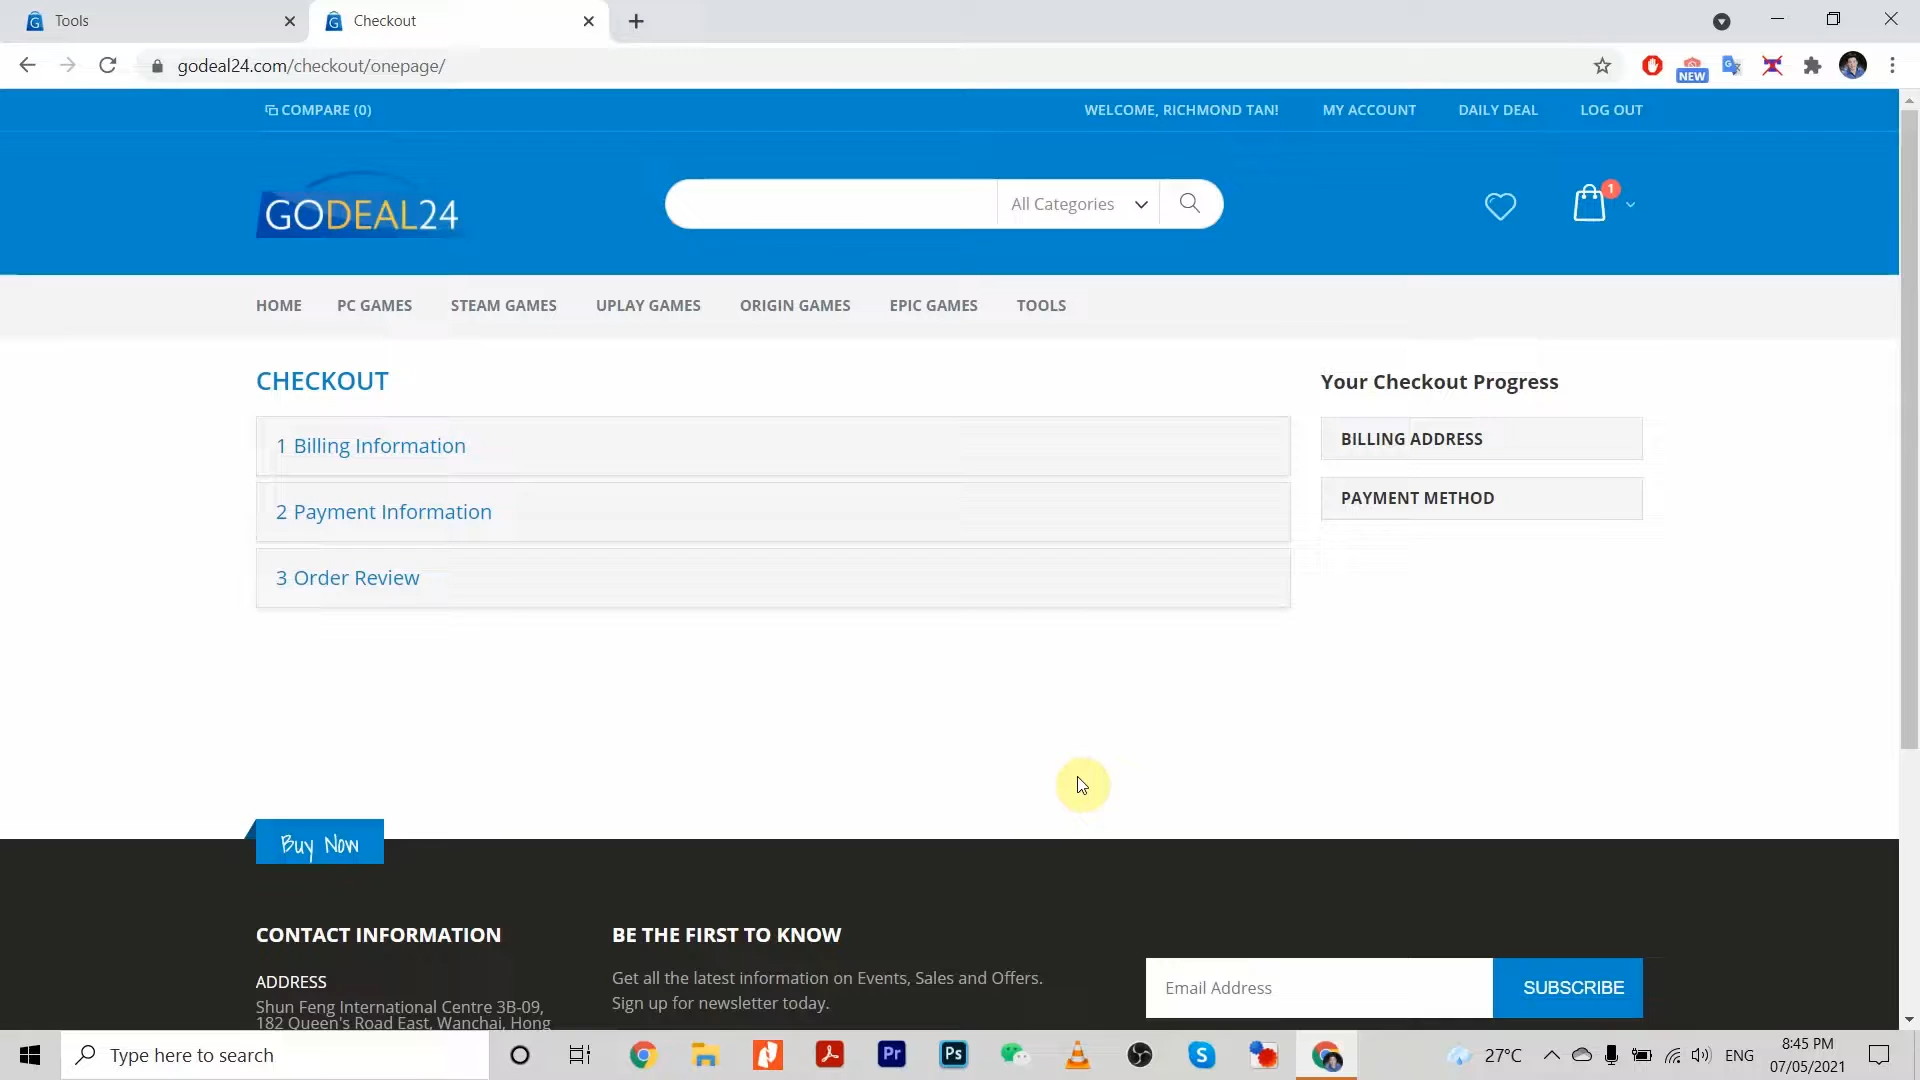 Tools
Checkout
godeal24.com/checkout/onepage/
NEW
COMPARE (0)
WELCOME, RICHMOND TAN!
MY ACCOUNT
DAILY DEAL
LOG OUT
GODEAL24
All Categories
1
HOME
PC GAMES
STEAM GAMES
UPLAY GAMES
ORIGIN GAMES
EPIC GAMES
TOOLS
CHECKOUT
1 Billing Information
2 Payment Information
3 Order Review
Your Checkout Progress
BILLING ADDRESS
PAYMENT METHOD
Buy Now
CONTACT INFORMATION
ADDRESS
Shun Feng International Centre 3B-09,
182 Queen's Road East, Wanchai, Hong
BE THE FIRST TO KNOW
Get all the latest information on Events, Sales and Offers.
Sign up for newsletter today.
Email Address
SUBSCRIBE
Type here to search
Pr
Ps
27°C
ENG
8:45 PM
07/05/2021